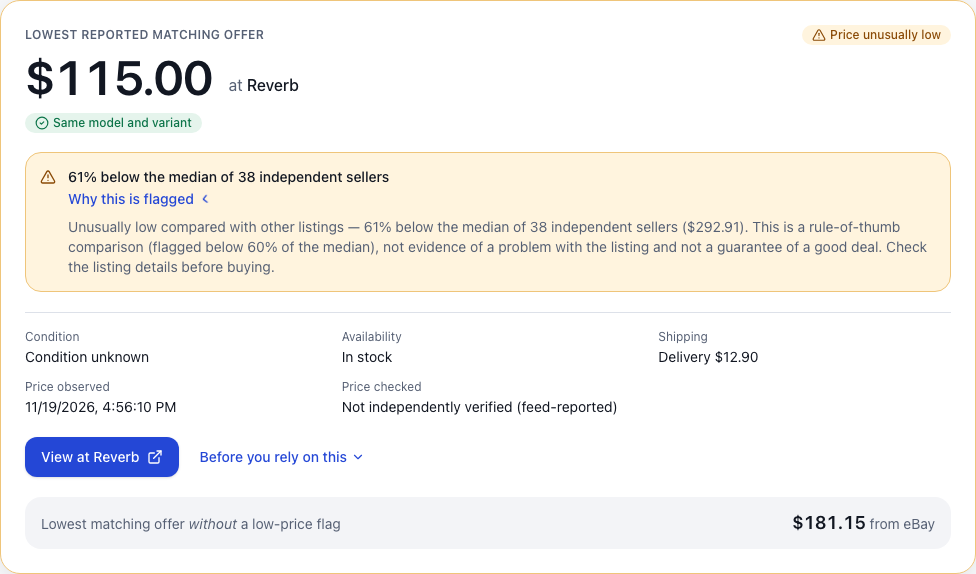 LOWEST REPORTED MATCHING OFFER
Price unusually low
$115.00 at Reverb
Same model and variant
61% below the median of 38 independent sellers
Why this is flagged
Unusually low compared with other listings — 61% below the median of 38 independent sellers ($292.91). This is a rule-of-thumb
comparison (flagged below 60% of the median), not evidence of a problem with the listing and not a guarantee of a good deal. Check
the listing details before buying.
Condition
Condition unknown
Availability
In stock
Shipping
Delivery $12.90
Price observed
11/19/2026, 4:56:10 PM
Price checked
Not independently verified (feed-reported)
View at Reverb
Before you rely on this
Lowest matching offer without a low-price flag
$181.15 from eBay